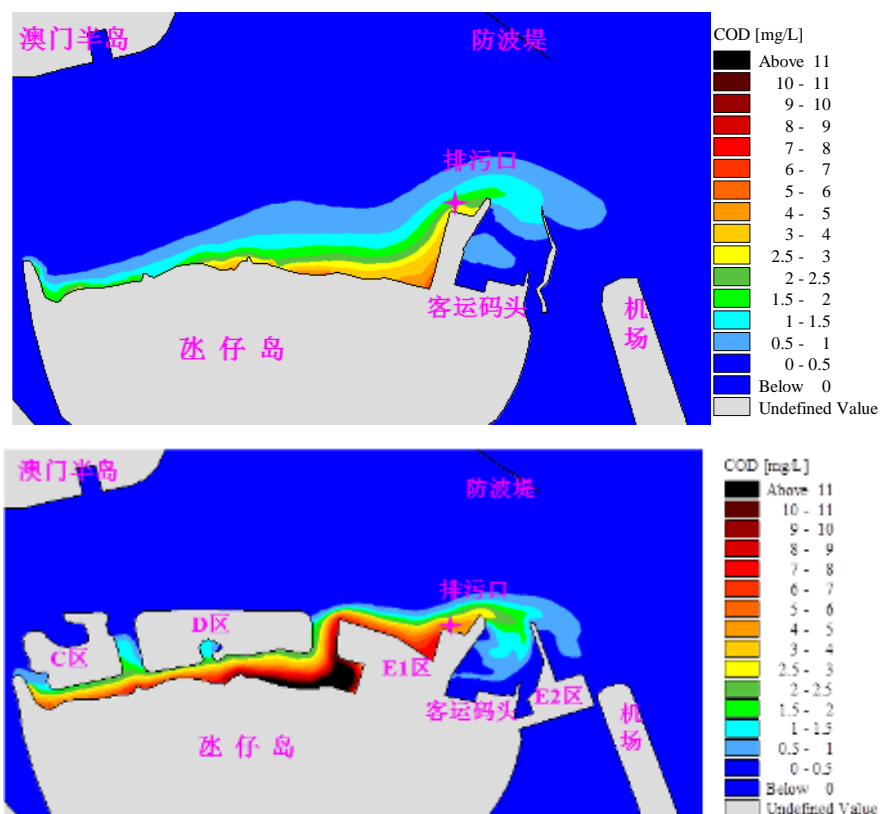 澳门半岛
防波堤
排污口
客运码头
氹仔岛
机场
COD [mg/L]
Above 11
10 - 11
9 - 10
8 - 9
7 - 8
6 - 7
5 - 6
4 - 5
3 - 4
2.5 - 3
2 - 2.5
1.5 - 2
1 - 1.5
0.5 - 1
0 - 0.5
Below 0
Undefined Value
澳门半岛
防波堤
排污口
D区
C区
E1区
E2区
客运码头
氹仔岛
机场
COD [mg/L]
Above 11
10 - 11
9 - 10
8 - 9
7 - 8
6 - 7
5 - 6
4 - 5
3 - 4
2.5 - 3
2 - 2.5
1.5 - 2
1 - 1.5
0.5 - 1
0 - 0.5
Below 0
Undefined Value